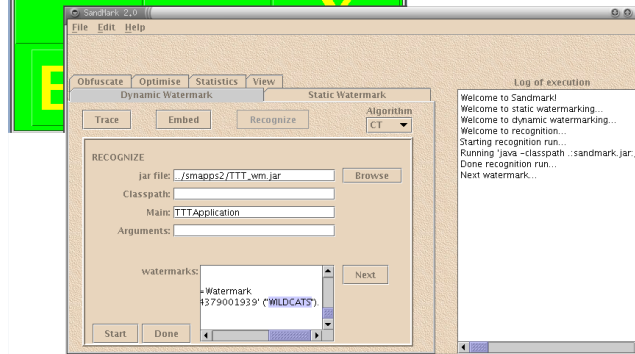 SandMark 2.0
File Edit Help
Obfuscate Optimise Statistics View
Dynamic Watermark Static Watermark
Trace Embed Recognize Algorithm
CT
RECOGNIZE
jar file: ../smapps2/TTT_wm.jar Browse
Classpath:
Main: TTTApplication
Arguments:
watermarks:
= Watermark
4379001939' ("WILDCATS").
Next
Start Done
Log of execution
Welcome to Sandmark!
Welcome to static watermarking...
Welcome to dynamic watermarking...
Welcome to recognition...
Starting recognition run...
Running 'java -classpath .:sandmark.jar:
Done recognition run...
Next watermark...